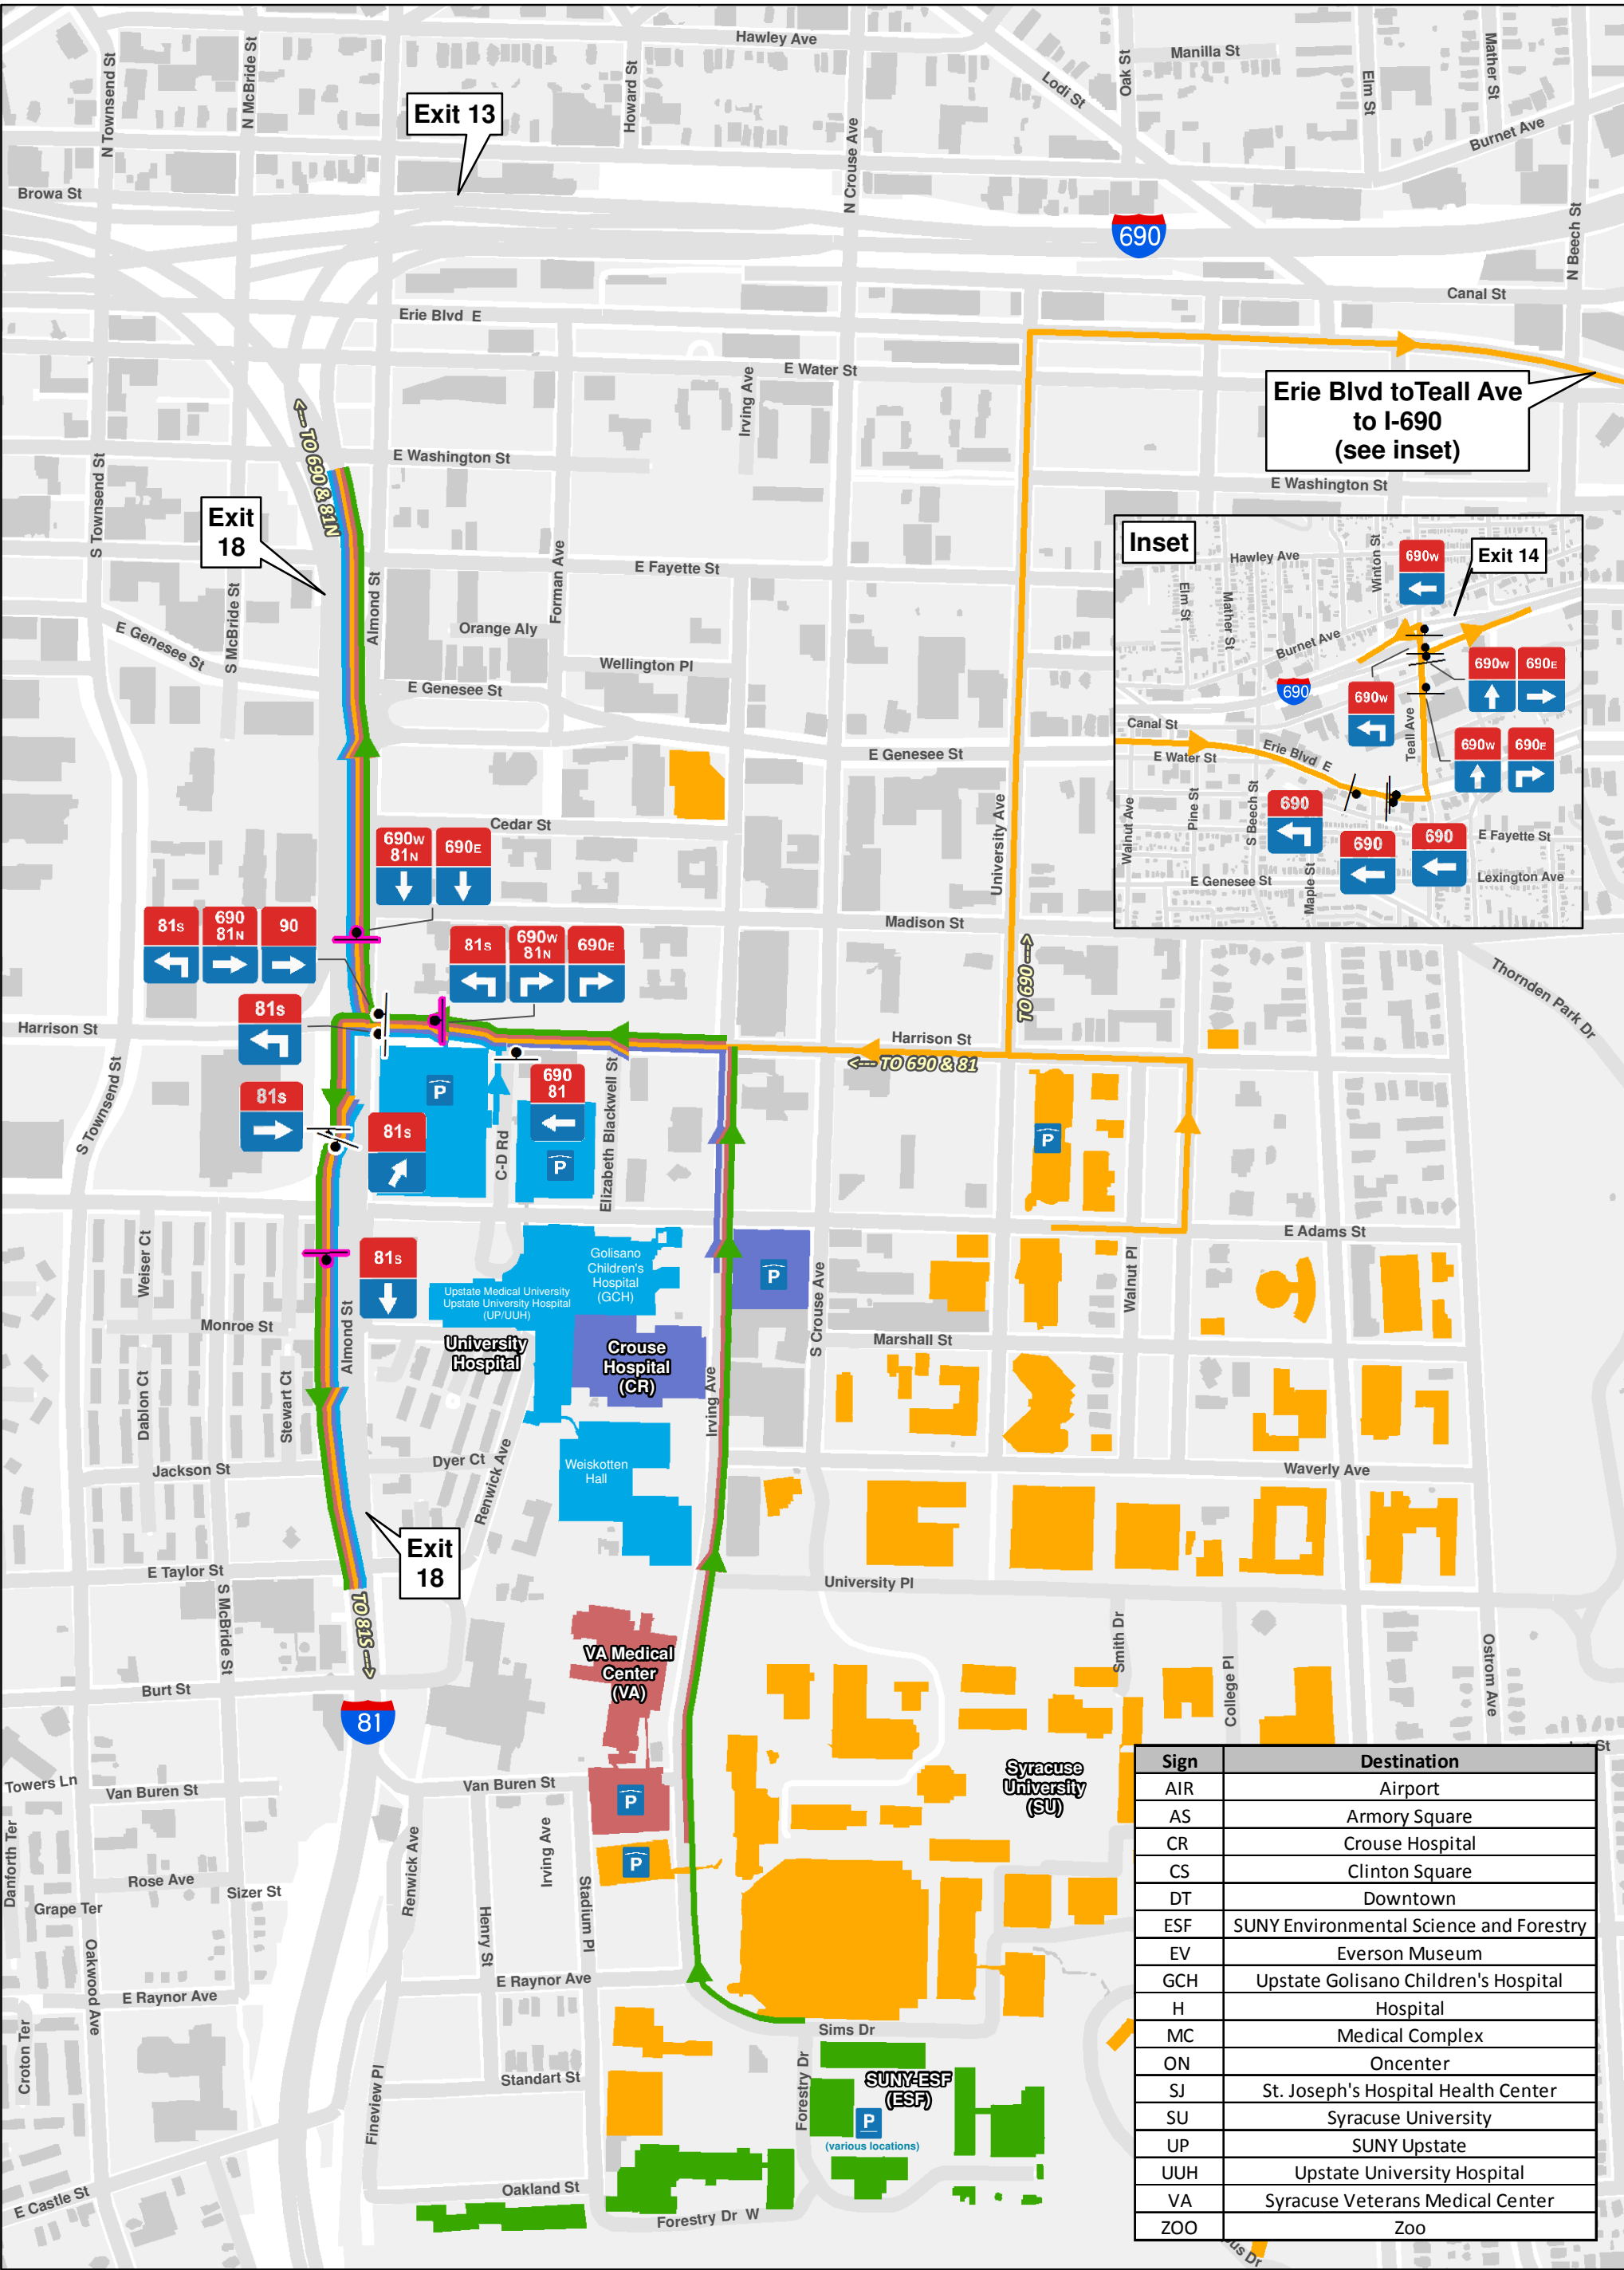 Hawley Ave
Manilla St
Oak St
Mather St
Elm St
Lodi St
Howard St
N McBride St
N Townsend St
N Crouse Ave
Burnet Ave
Exit 13
Browa St
690
N Beech St
Canal St
Erie Blvd E
E Water St
Irving Ave
Erie Blvd toTeall Ave
to I-690
(see inset)
<--- TO 690 & 81N
E Washington St
E Washington St
S Townsend St
Exit
18
Almond St
Forman Ave
E Fayette St
S McBride St
E Genesee St
Orange Aly
Wellington Pl
E Genesee St
E Genesee St
University Ave
Inset
Hawley Ave
Winton St
690W
Exit 14
Elm St
Mather St
Burnet Ave
690
690W
690W 690E
Canal St
E Water St
Erie Blvd E
Teall Ave
690W 690E
Walnut Ave
Pine St
S Beech St
690
Maple St
690
690
E Fayette St
E Genesee St
Lexington Ave
Cedar St
690W
81N
690E
Madison St
81S
690
81N
90
81S
690W
81N
690E
TO 690 --->
Thornden Park Dr
81S
Harrison St
Harrison St
<--- TO 690 & 81
S Townsend St
81S
P
690
81
81S
P
C-D Rd
Elizabeth Blackwell St
P
E Adams St
Weiser Ct
81S
Golisano
Children's
Hospital
(GCH)
P
Upstate Medical University
Upstate University Hospital
(UP/UUH)
Walnut Pl
S Crouse Ave
Monroe St
Almond St
University
Hospital
Crouse
Hospital
(CR)
Marshall St
Dablon Ct
Stewart Ct
Irving Ave
Jackson St
Dyer Ct
Renwick Ave
Weiskotten
Hall
Waverly Ave
Exit
18
E Taylor St
University Pl
S McBride St
TO 81S --->
VA Medical
Center
(VA)
Smith Dr
College Pl
Ostrom Ave
Burt St
81
Towers Ln
Van Buren St
Van Buren St
P
Syracuse
University
(SU)
Danforth Ter
Rose Ave
Sizer St
Grape Ter
Renwick Ave
Irving Ave
P
Henry St
Stadium Pl
Oakwood Ave
E Raynor Ave
E Raynor Ave
Sims Dr
Croton Ter
Fineview Pl
Standart St
Forestry Dr
SUNY-ESF
(ESF)
P
(various locations)
E Castle St
Oakland St
Forestry Dr W
Sign Destination
AIR Airport
AS Armory Square
CR Crouse Hospital
CS Clinton Square
DT Downtown
ESF SUNY Environmental Science and Forestry
EV Everson Museum
GCH Upstate Golisano Children's Hospital
H Hospital
MC Medical Complex
ON Oncenter
SJ St. Joseph's Hospital Health Center
SU Syracuse University
UP SUNY Upstate
UUH Upstate University Hospital
VA Syracuse Veterans Medical Center
ZOO Zoo